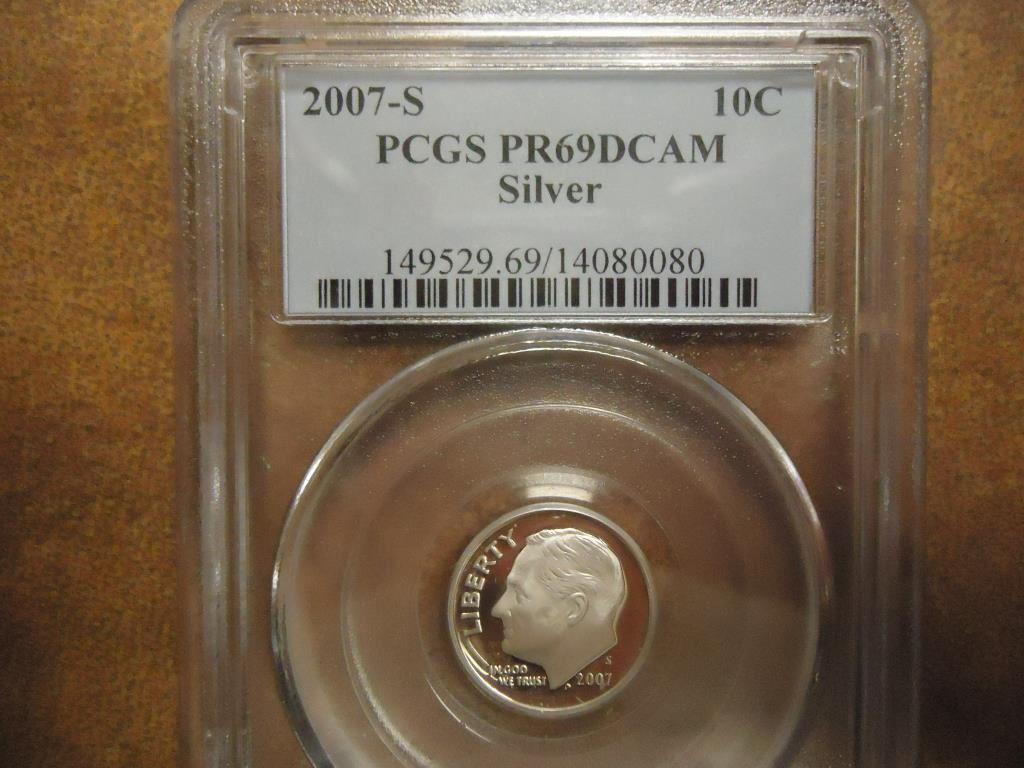 2007-S 10C
PCGS PR69DCAM
Silver
149529.69/14080080
LIBERTY
IN GOD
WE TRUST
S
2007